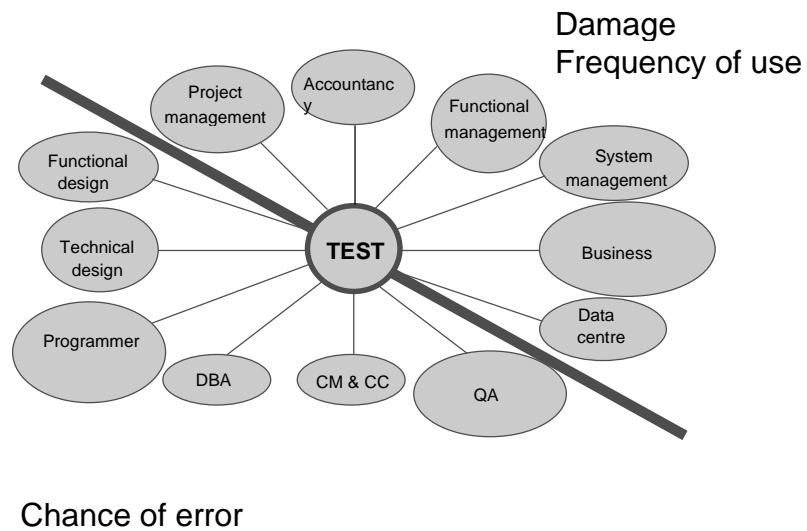 Damage
Frequency of use
Project
management
Accountanc
y
Functional
management
Functional
design
System
management
TEST
Technical
design
Business
Data
centre
Programmer
DBA
CM & CC
QA
Chance of error